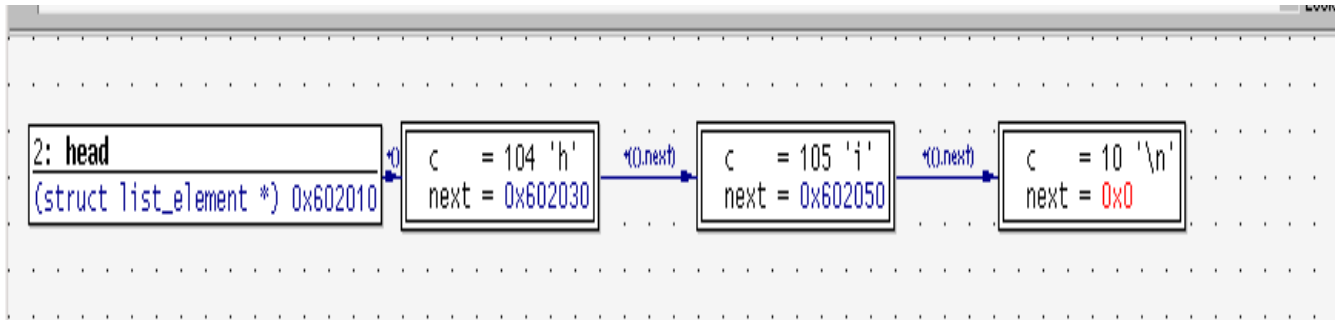 2: head
(struct list_element *) 0x602010
*()
c = 104 'h'
next = 0x602030
*(().next)
c = 105 'i'
next = 0x602050
*(().next)
c = 10 '\n'
next = 0x0